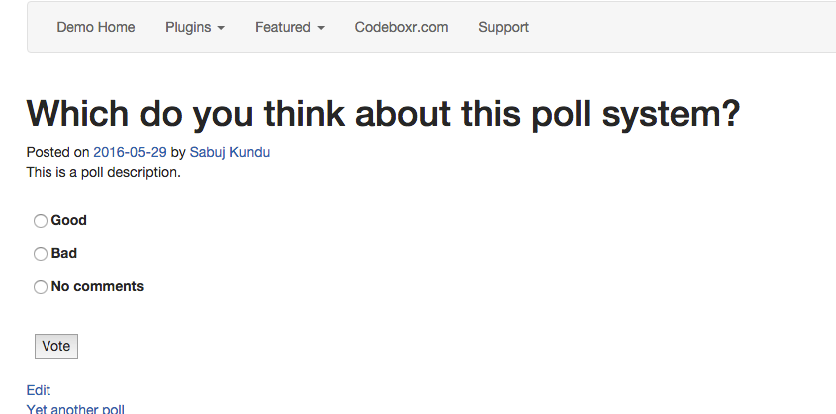 Demo Home Plugins Featured Codeboxr.com Support
Which do you think about this poll system?
Posted on 2016-05-29 by Sabuj Kundu
This is a poll description.
Good
Bad
No comments
Vote
Edit
Yet another poll